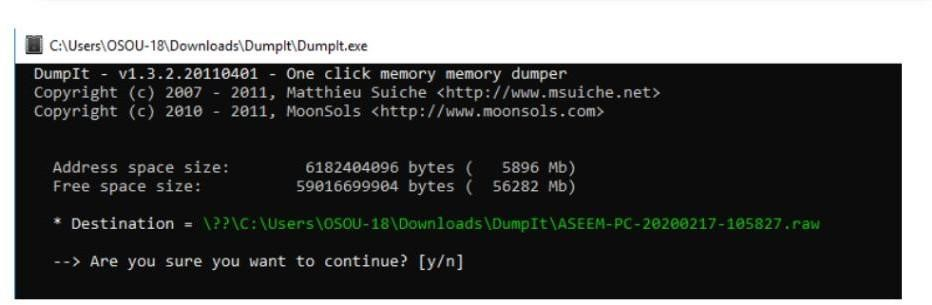 C:\Users\OSOU-18\Downloads\DumpIt\DumpIt.exe
DumpIt - v1.3.2.20110401 - One click memory memory dumper
Copyright (c) 2007 - 2011, Matthieu Suiche <http://www.msuiche.net>
Copyright (c) 2010 - 2011, MoonSols <http://www.moonsols.com>
Address space size: 6182404096 bytes ( 5896 Mb)
Free space size: 59016699904 bytes ( 56282 Mb)
* Destination = \??\C:\Users\OSOU-18\Downloads\DumpIt\ASEEM-PC-20200217-105827.raw
--> Are you sure you want to continue? [y/n]